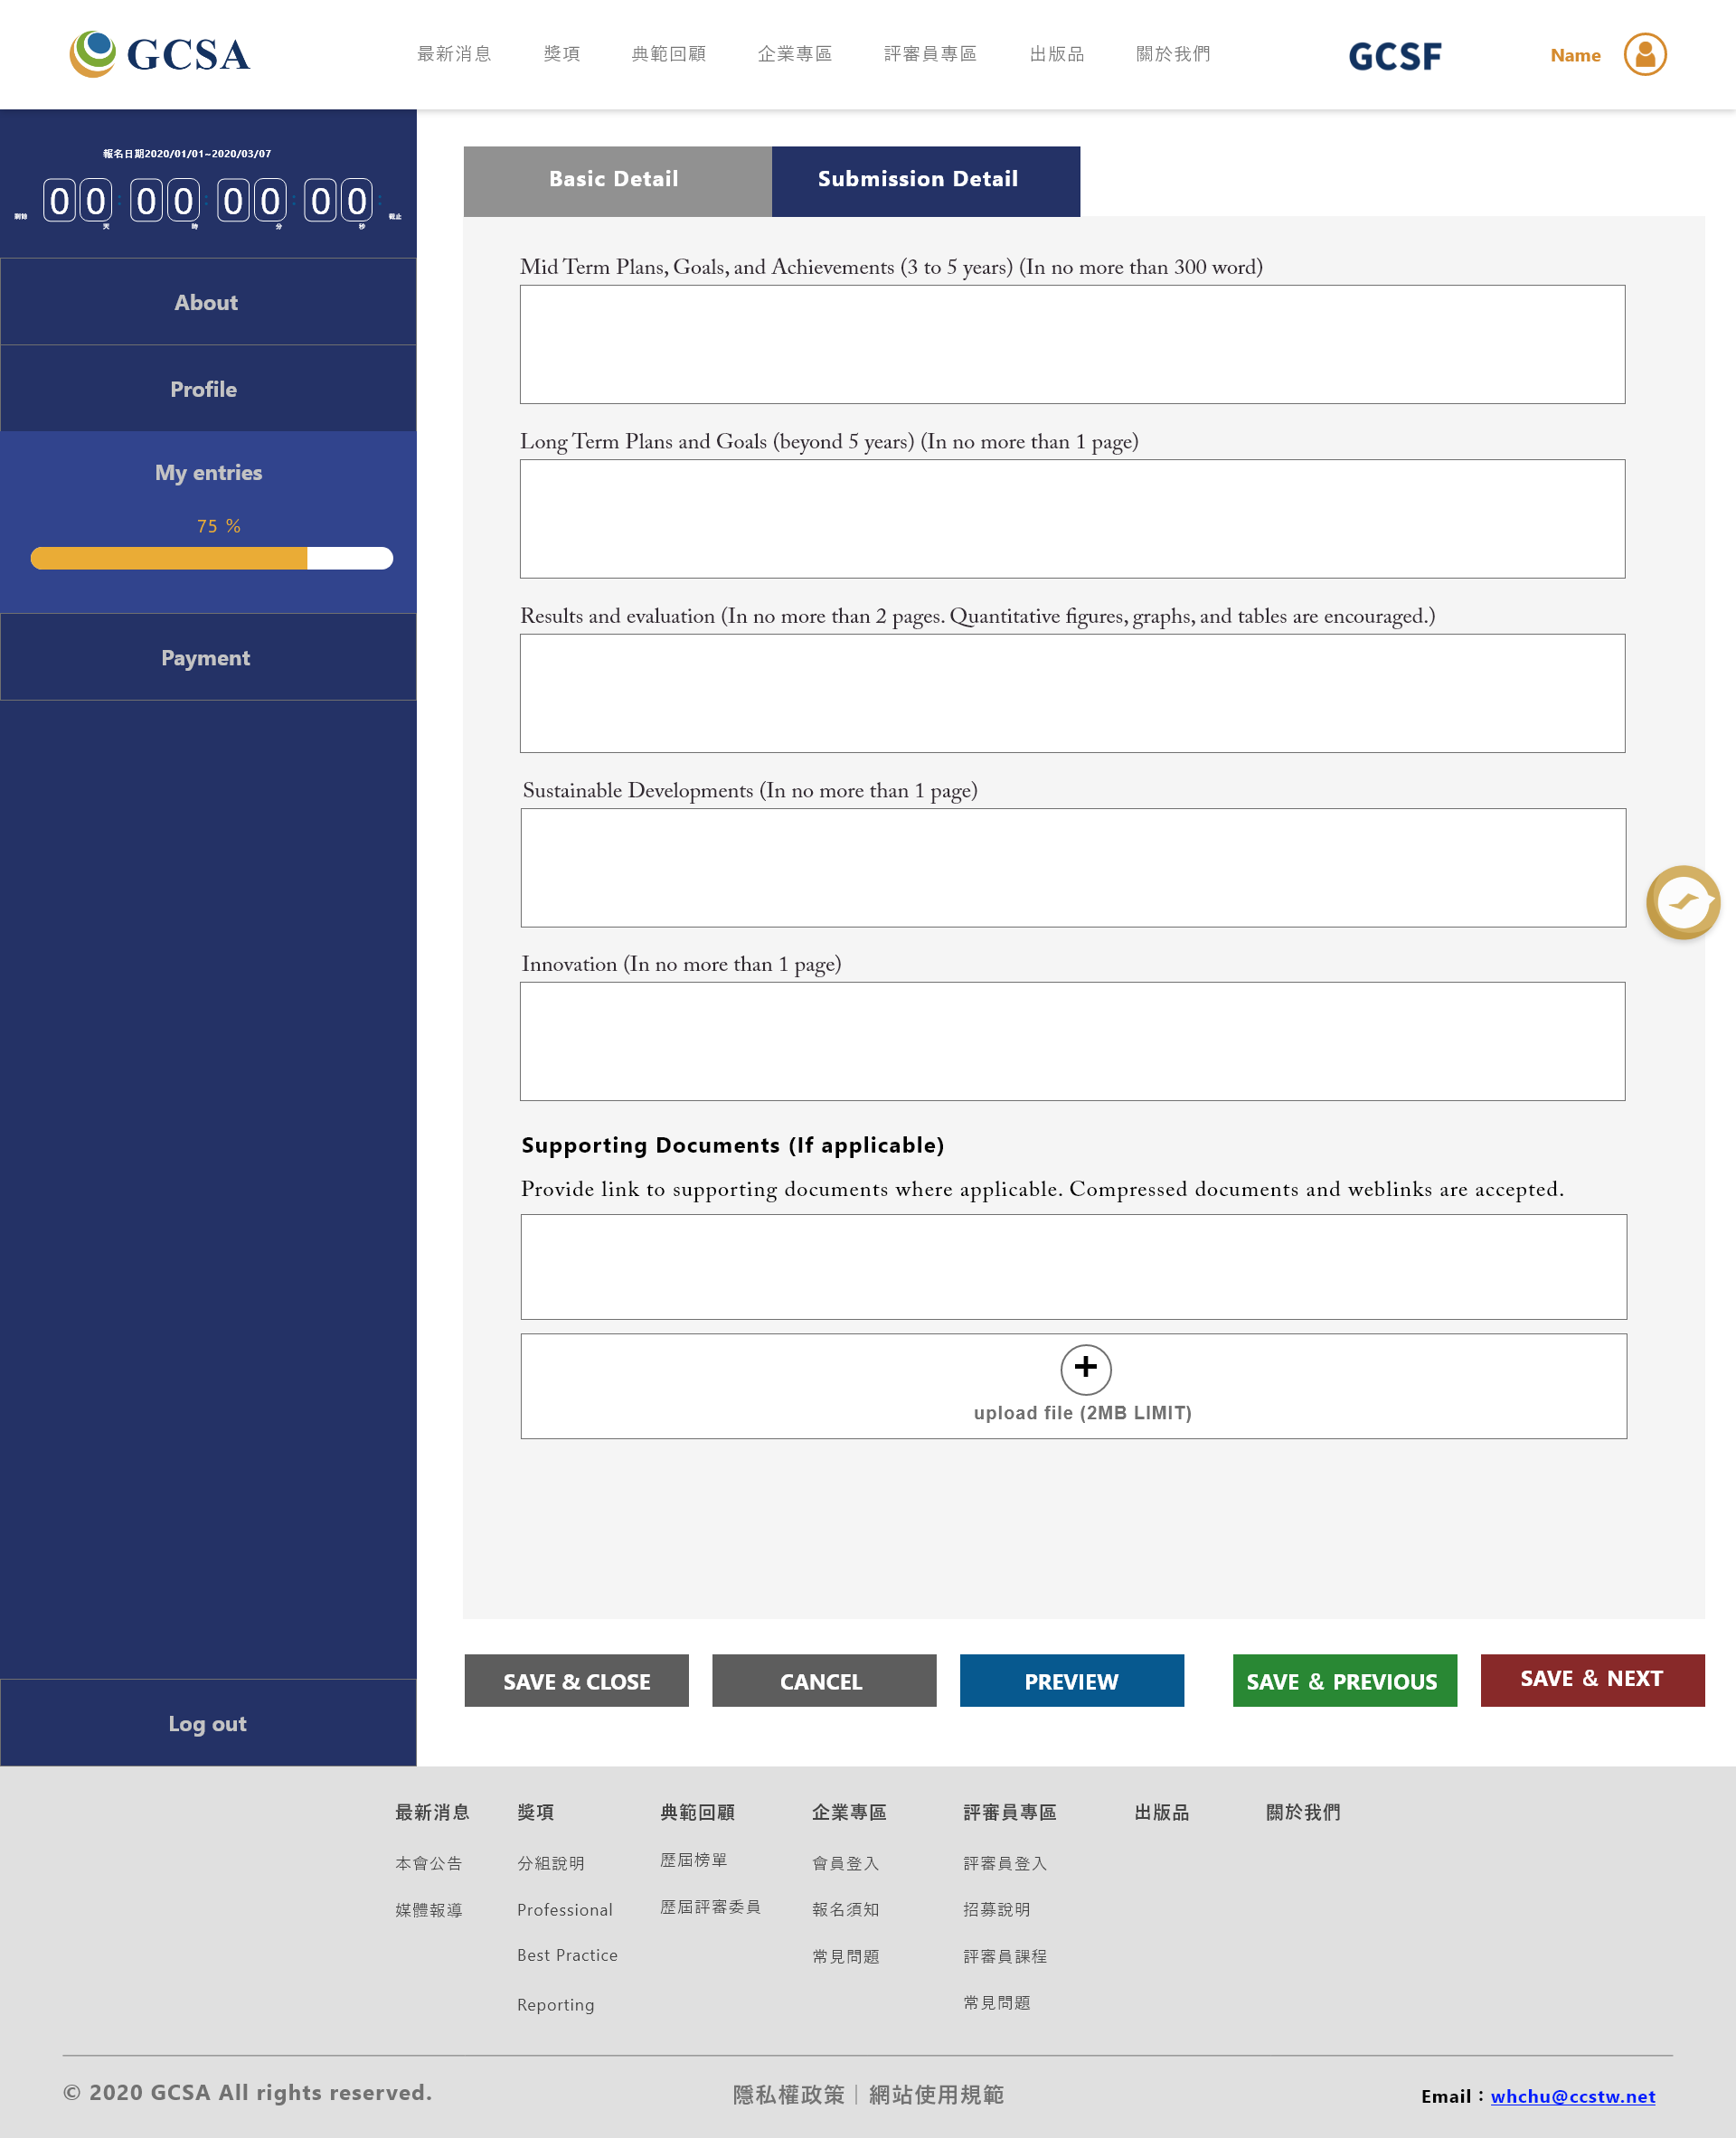 GCSA
最新消息 獎項 典範回顧 企業專區 評審員專區 出版品 關於我們
GCSF
Name
報名日期2020/01/01~2020/03/07
剩餘 00 : 00 : 00 : 00 : 截止
天 時 分 秒
About
Profile
My entries
75 %
Payment
Log out
Basic Detail
Submission Detail
Mid Term Plans, Goals, and Achievements (3 to 5 years) (In no more than 300 word)
Long Term Plans and Goals (beyond 5 years) (In no more than 1 page)
Results and evaluation (In no more than 2 pages. Quantitative figures, graphs, and tables are encouraged.)
Sustainable Developments (In no more than 1 page)
Innovation (In no more than 1 page)
Supporting Documents (If applicable)
Provide link to supporting documents where applicable. Compressed documents and weblinks are accepted.
+
upload file (2MB LIMIT)
SAVE & CLOSE
CANCEL
PREVIEW
SAVE & PREVIOUS
SAVE & NEXT
最新消息
本會公告
媒體報導
獎項
分組說明
Professional
Best Practice
Reporting
典範回顧
歷屆榜單
歷屆評審委員
企業專區
會員登入
報名須知
常見問題
評審員專區
評審員登入
招募說明
評審員課程
常見問題
出版品
關於我們
© 2020 GCSA All rights reserved.
隱私權政策｜網站使用規範
Email：whchu@ccstw.net